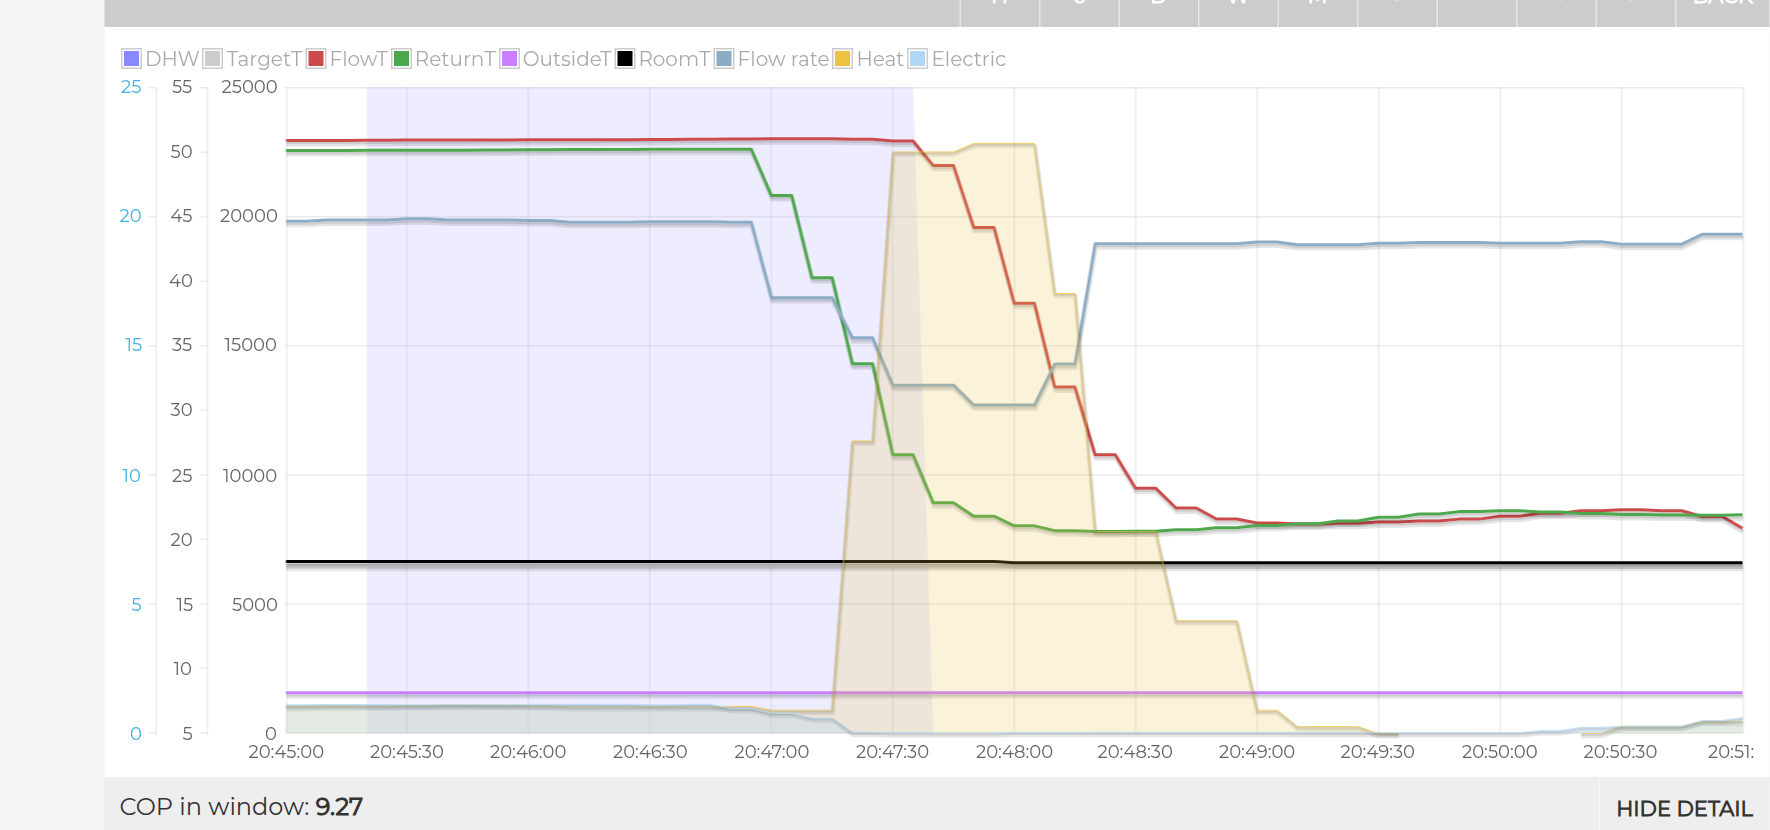 BACK
DHW TargetT FlowT ReturnT OutsideT RoomT Flow rate Heat Electric
25 55 25000
50
20 45 20000
40
15 35 15000
30
10 25 10000
20
5 15 5000
10
0 5 0
20:45:00 20:45:30 20:46:00 20:46:30 20:47:00 20:47:30 20:48:00 20:48:30 20:49:00 20:49:30 20:50:00 20:50:30 20:51:
COP in window: 9.27
HIDE DETAIL